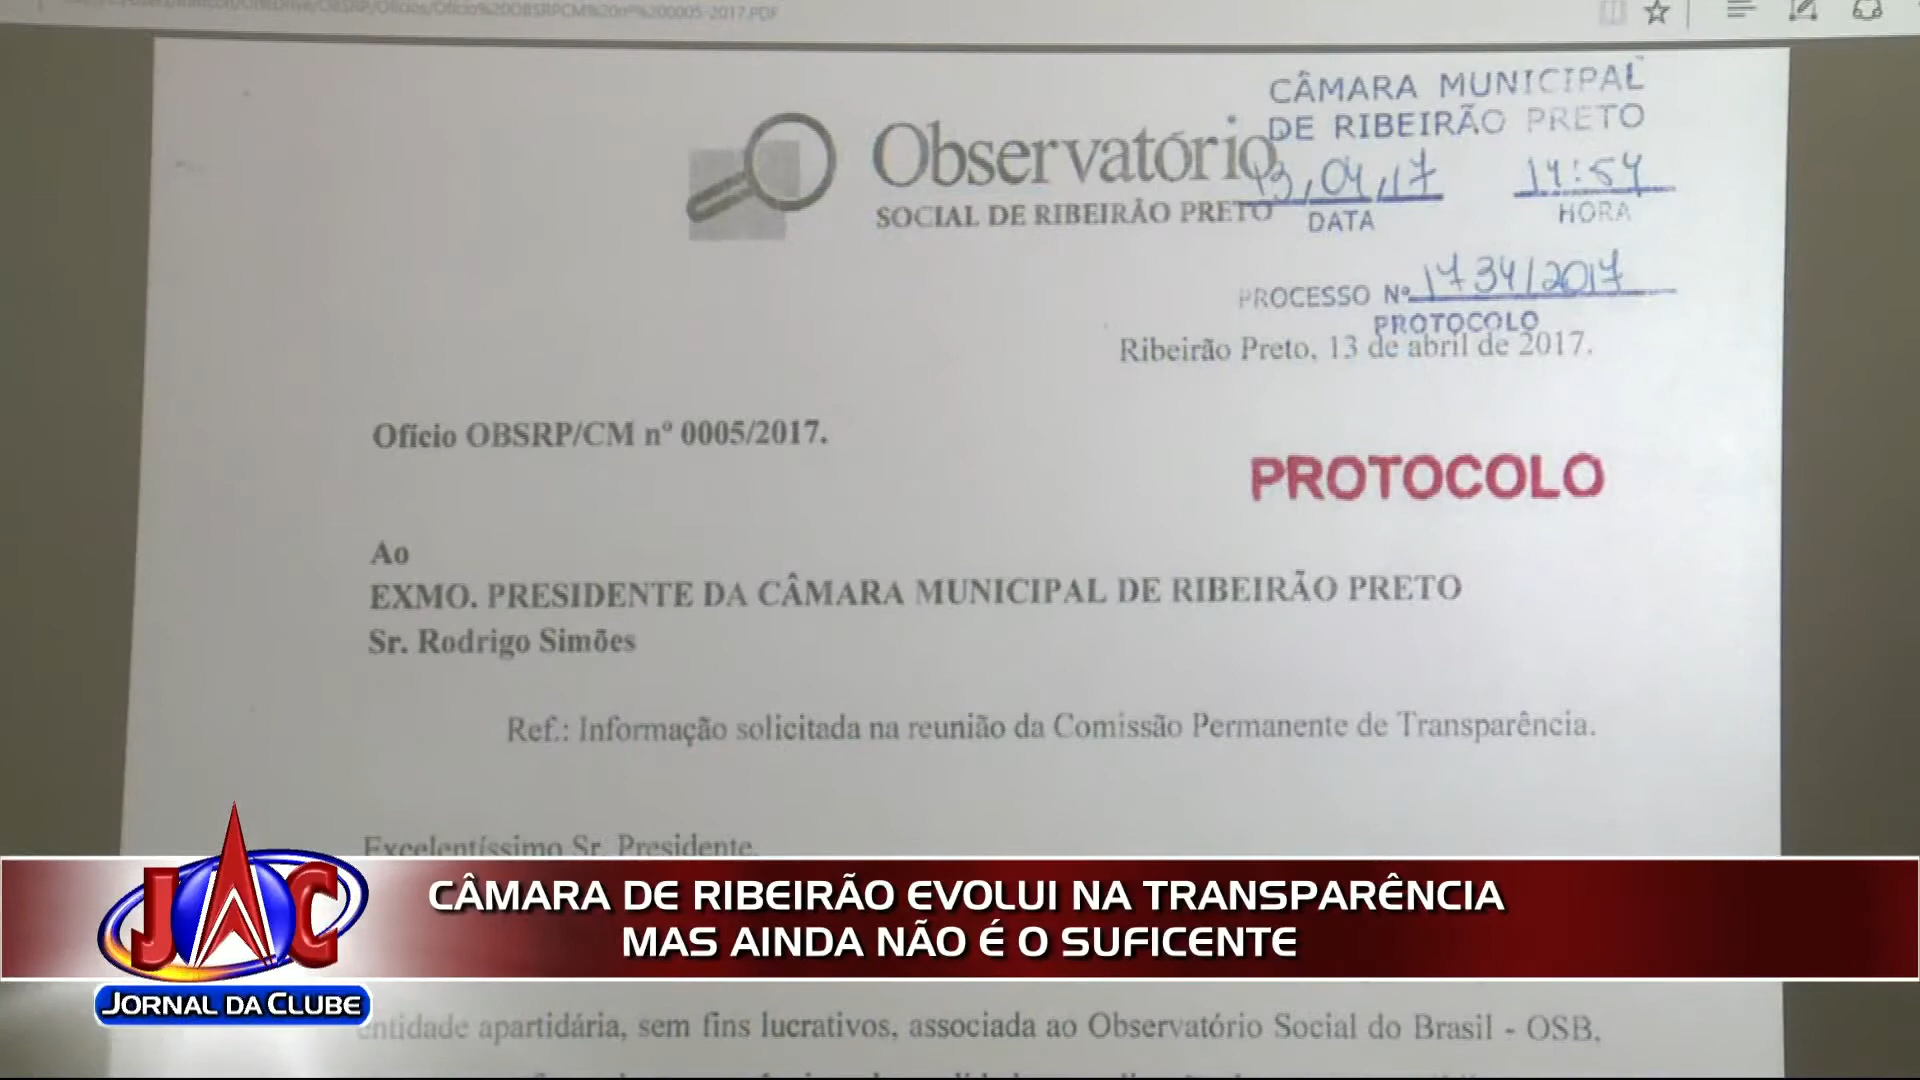 CÂMARA MUNICIPAL
DE RIBEIRÃO PRETO
Observatório
SOCIAL DE RIBEIRÃO PRETO
13,04,17 14:54
DATA HORA
PROCESSO Nº 1734/2017
PROTOCOLO
Ribeirão Preto, 13 de abril de 2017.
Ofício OBSRP/CM nº 0005/2017.
PROTOCOLO
Ao
EXMO. PRESIDENTE DA CÂMARA MUNICIPAL DE RIBEIRÃO PRETO
Sr. Rodrigo Simões
Ref.: Informação solicitada na reunião da Comissão Permanente de Transparência.
Excelentíssimo Sr. Presidente,
JAC
JORNAL DA CLUBE
CÂMARA DE RIBEIRÃO EVOLUI NA TRANSPARÊNCIA
MAS AINDA NÃO É O SUFICENTE
entidade apartidária, sem fins lucrativos, associada ao Observatório Social do Brasil - OSB,